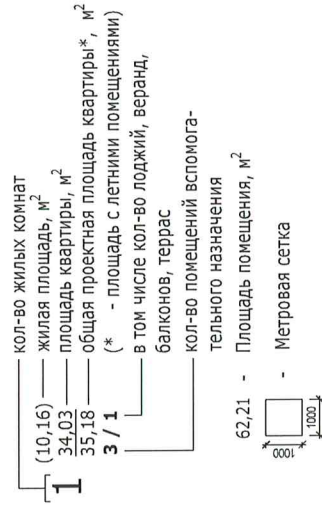 кол-во жилых комнат
1
(10,16) жилая площадь, м²
34,03 площадь квартиры, м²
35,18 общая проектная площадь квартиры*, м²
(* - площадь с летними помещениями)
3 / 1 в том числе кол-во лоджий, веранд,
балконов, террас
кол-во помещений вспомога-
тельного назначения
62,21 - Площадь помещения, м²
1000
1000
- Метровая сетка